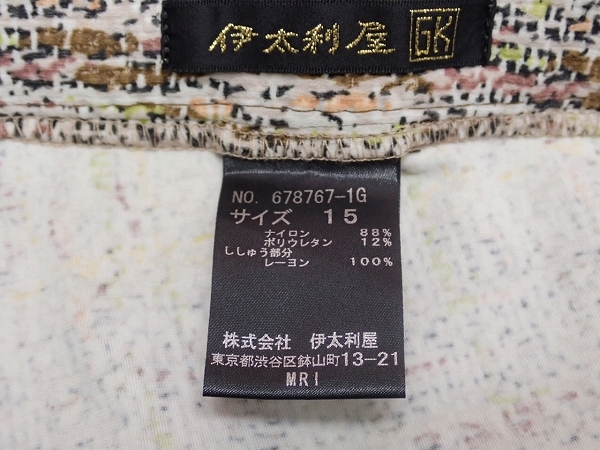 伊太利屋 GK
NO. 678767-1G
サイズ 15
ナイロン 88%
ポリウレタン 12%
ししゅう部分
レーヨン 100%
株式会社 伊太利屋
東京都渋谷区鉢山町13-21
MRI